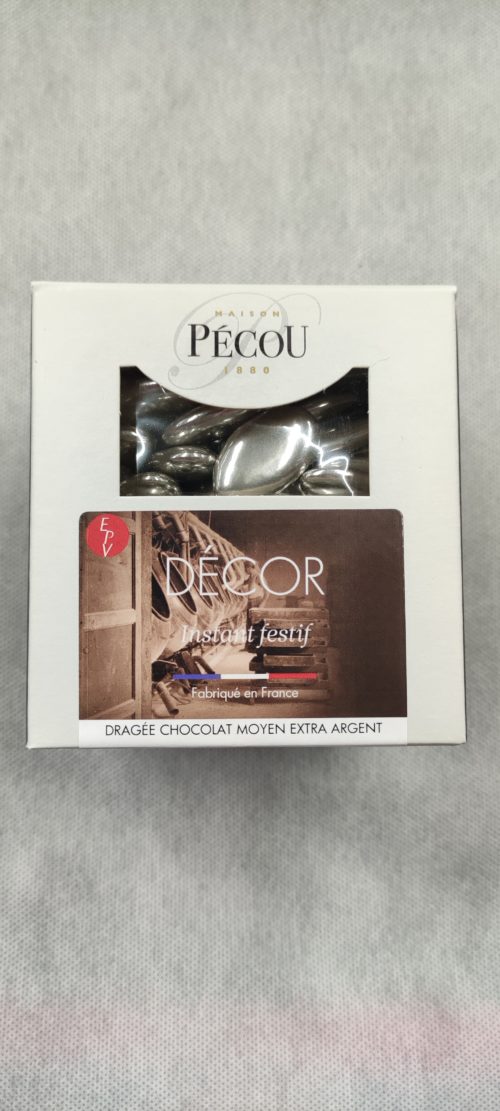 MAISON
PÉCOU
1880
EPV
DÉCOR
Instant festif
Fabriqué en France
DRAGÉE CHOCOLAT MOYEN EXTRA ARGENT